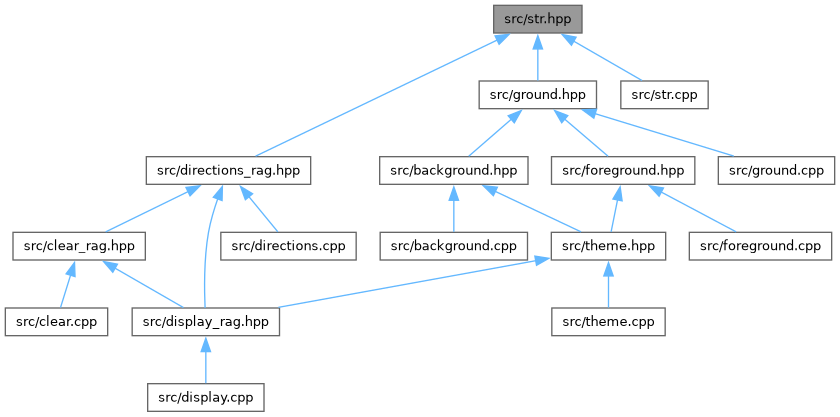 src/str.hpp
src/ground.hpp
src/str.cpp
src/directions_rag.hpp
src/background.hpp
src/foreground.hpp
src/ground.cpp
src/clear_rag.hpp
src/directions.cpp
src/background.cpp
src/theme.hpp
src/foreground.cpp
src/clear.cpp
src/display_rag.hpp
src/theme.cpp
src/display.cpp